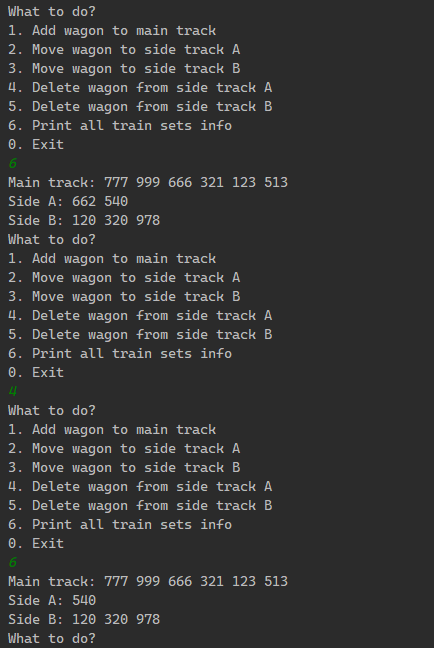 What to do?
1. Add wagon to main track
2. Move wagon to side track A
3. Move wagon to side track B
4. Delete wagon from side track A
5. Delete wagon from side track B
6. Print all train sets info
0. Exit
6
Main track: 777 999 666 321 123 513
Side A: 662 540
Side B: 120 320 978
What to do?
1. Add wagon to main track
2. Move wagon to side track A
3. Move wagon to side track B
4. Delete wagon from side track A
5. Delete wagon from side track B
6. Print all train sets info
0. Exit
4
What to do?
1. Add wagon to main track
2. Move wagon to side track A
3. Move wagon to side track B
4. Delete wagon from side track A
5. Delete wagon from side track B
6. Print all train sets info
0. Exit
6
Main track: 777 999 666 321 123 513
Side A: 540
Side B: 120 320 978
What to do?